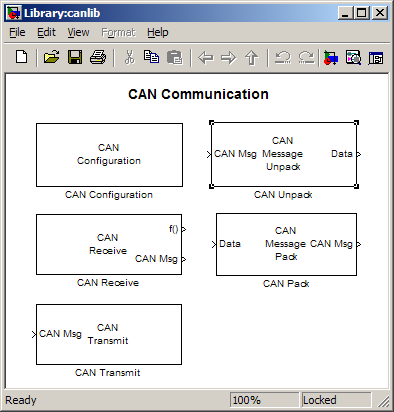 Library:canlib
File Edit View Format Help
CAN Communication
CAN
Configuration
CAN Configuration
CAN Msg
CAN
Message
Unpack
Data
CAN Unpack
CAN
Receive
f()
CAN Msg
CAN Receive
Data
CAN
Message
Pack
CAN Msg
CAN Pack
CAN Msg
CAN
Transmit
CAN Transmit
Ready 100% Locked